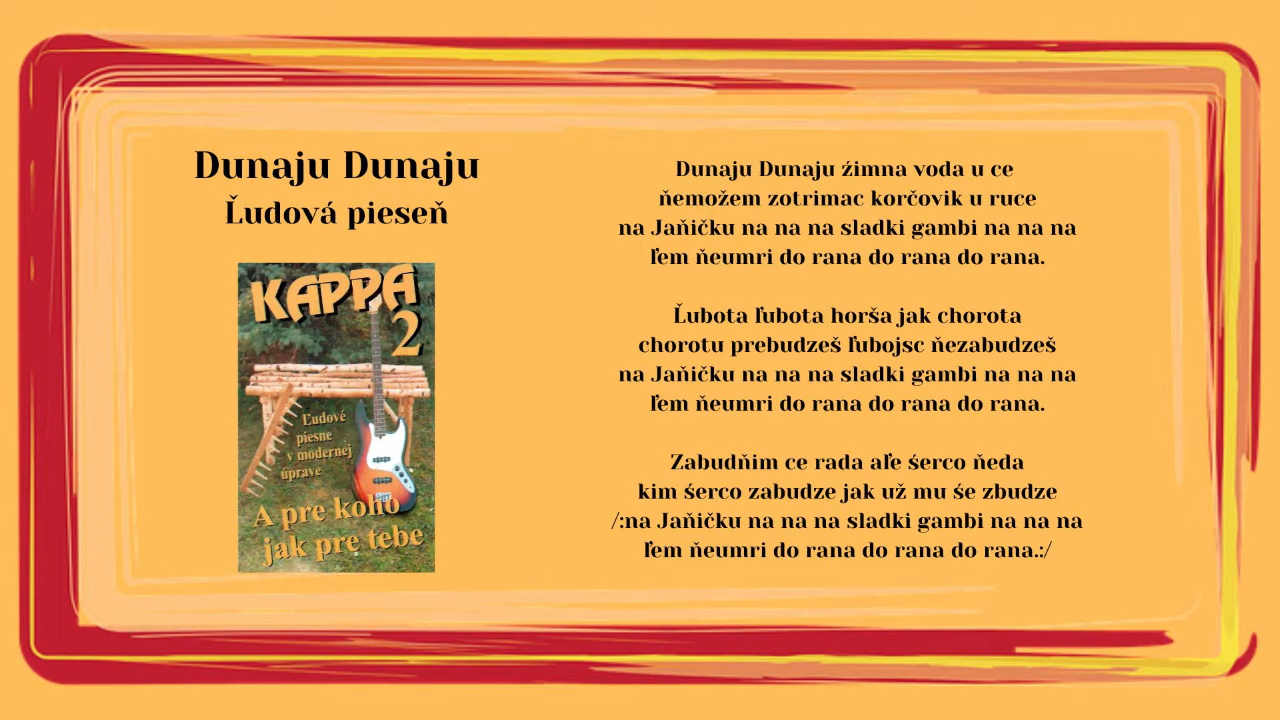 Dunaju Dunaju
Ľudová pieseň
KAPPA
2
Ľudové
piesne
v modernej
úprave
A pre koho
jak pre tebe
Dunaju Dunaju źimna voda u ce
ňemožem zotrimac korčovik u ruce
na Jaňičku na na na sladki gambi na na na
ľem ňeumri do rana do rana do rana.
Ľubota ľubota horša jak chorota
chorotu prebudzeš ľubojsc ňezabudzeš
na Jaňičku na na na sladki gambi na na na
ľem ňeumri do rana do rana do rana.
Zabudňim ce rada aľe śerco ňeda
kim śerco zabudze jak už mu śe zbudze
/:na Jaňičku na na na sladki gambi na na na
ľem ňeumri do rana do rana do rana.:/